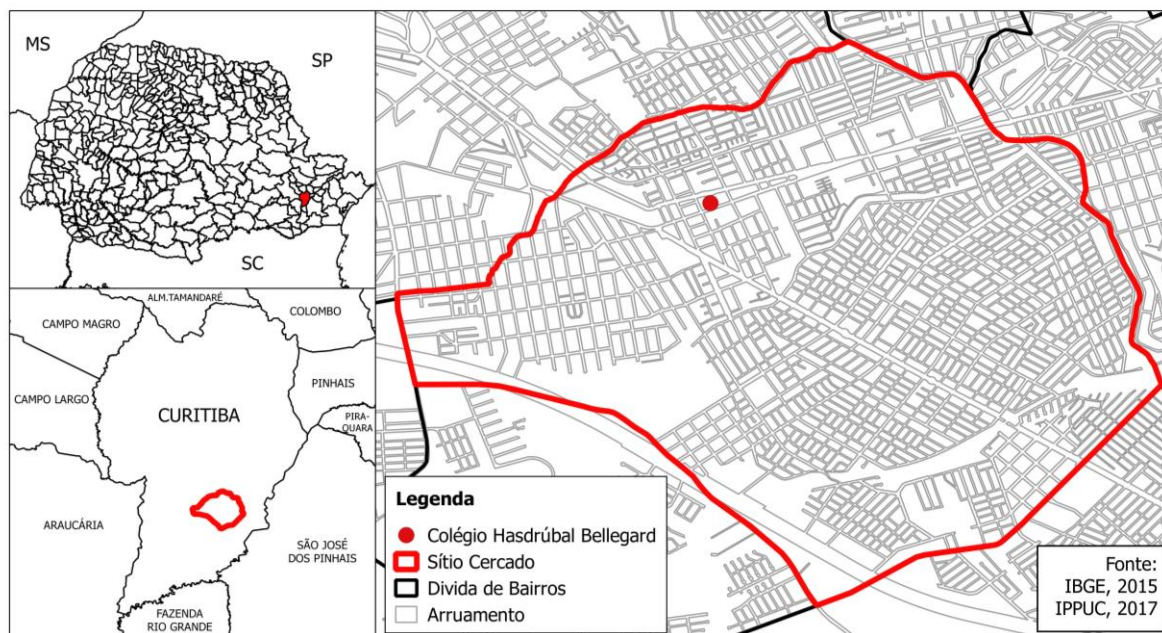 MS
SP
SC
ALM.TAMANDARÉ
COLOMBO
CAMPO MAGRO
PINHAIS
CAMPO LARGO
CURITIBA
PIRA-
QUARA
ARAUCÁRIA
SÃO JOSÉ
DOS PINHAIS
FAZENDA
RIO GRANDE
Legenda
Colégio Hasdrúbal Bellegard
Sítio Cercado
Divida de Bairros
Arruamento
Fonte:
IBGE, 2015
IPPUC, 2017